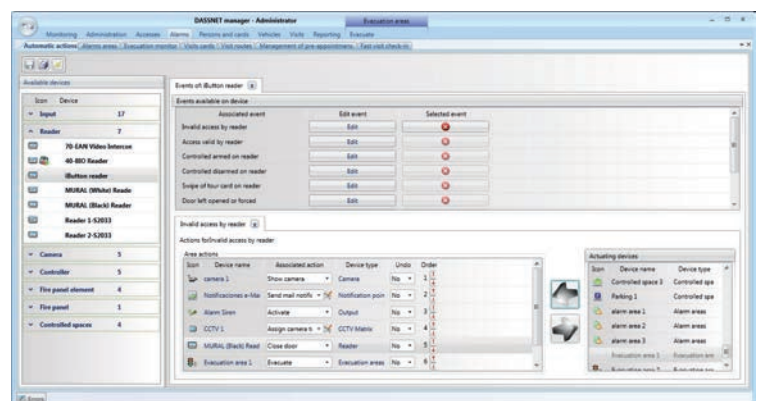 DASSNET manager - Administrator
Evacuation areas
Monitoring Administration Accesses Alarms Persons and cards Vehicles Visits Reporting Evacuate
Automatic actions Alarms areas Evacuation monitor Visits cards Visit routes Management of pre-appointments Fast visit check-in
Available devices
Icon Device
Input 17
Reader 7
70-EAN Video Intercom
40-BIO Reader
iButton reader
MURAL (White) Reade
MURAL (Black) Reader
Reader 1-S2033
Reader 2-S2033
Camera 5
Controller 5
Fire panel element 4
Fire panel 1
Controlled spaces 4
Events of: iButton reader
Events available on device
Associated event Edit event Selected event
Invalid access by reader Edit
Access valid by reader Edit
Controlled armed on reader Edit
Controlled disarmed on reader Edit
Swipe of tour card on reader Edit
Door left opened or forced Edit
Invalid access by reader
Actions for:Invalid access by reader
Area actions
Icon Device name Associated action Device type Undo Order
camera 1 Show camera Camera No 1
Notificaciones e-Mai Send mail notific Notification poin No 2
Alarm Siren Activate Output No 3
CCTV 1 Assign camera t CCTV Matrix No 4
MURAL (Black) Read Close door Reader No 5
Evacuation area 1 Evacuate Evacuation areas No 6
Actuating devices
Icon Device name Device type
Controlled space 3 Controlled spa
Parking 1 Controlled spa
alarm area 1 Alarm areas
alarm area 2 Alarm areas
alarm area 3 Alarm areas
Evacuation area 1 Evacuation are